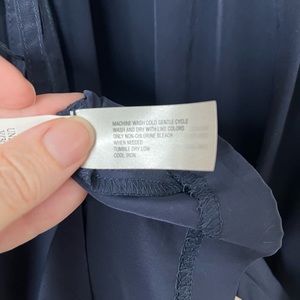 MACHINE WASH COLD GENTLE CYCLE
WASH AND DRY WITH LIKE COLORS
ONLY NON-CHLORINE BLEACH
WHEN NEEDED
TUMBLE DRY LOW
COOL IRON